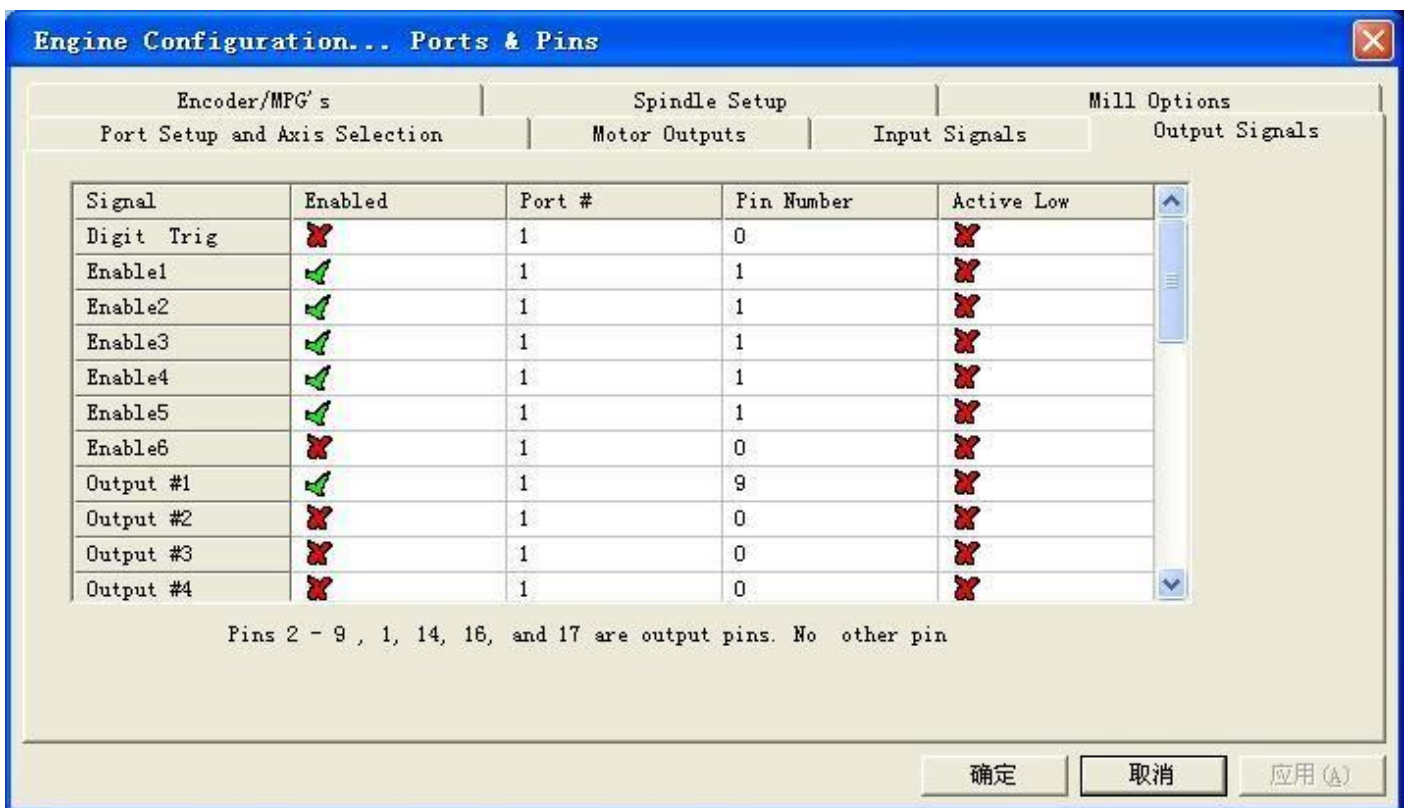 Engine Configuration... Ports & Pins
Encoder/MPG's Spindle Setup Mill Options
Port Setup and Axis Selection Motor Outputs Input Signals Output Signals
Signal Enabled Port # Pin Number Active Low
Digit Trig 1 0
Enable1 1 1
Enable2 1 1
Enable3 1 1
Enable4 1 1
Enable5 1 1
Enable6 1 0
Output #1 1 9
Output #2 1 0
Output #3 1 0
Output #4 1 0
Pins 2 - 9 , 1, 14, 16, and 17 are output pins. No other pin
确定 取消 应用(A)